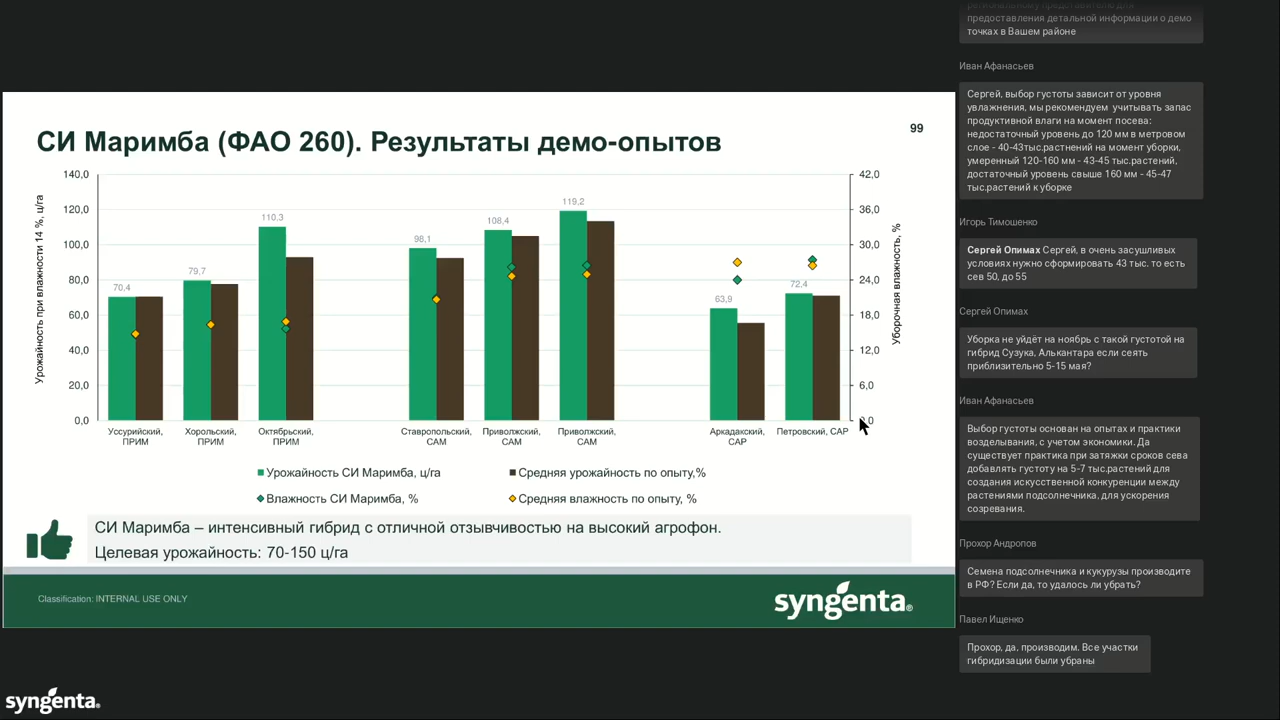 СИ Маримба (ФАО 260). Результаты демо-опытов
99
Урожайность при влажности 14 %, ц/га
140,0
120,0
100,0
80,0
60,0
40,0
20,0
0,0
70,4
79,7
110,3
98,1
108,4
119,2
63,9
72,4
42,0
36,0
30,0
24,0
18,0
12,0
6,0
Уборочная влажность, %
Уссурийский,
ПРИМ
Хорольский,
ПРИМ
Октябрьский,
ПРИМ
Ставропольский,
САМ
Приволжский,
САМ
Приволжский,
САМ
Аркадакский,
САР
Петровский, САР
Урожайность СИ Маримба, ц/га
Средняя урожайность по опыту,%
Влажность СИ Маримба, %
Средняя влажность по опыту, %
СИ Маримба – интенсивный гибрид с отличной отзывчивостью на высокий агрофон.
Целевая урожайность: 70-150 ц/га
Classification: INTERNAL USE ONLY
syngenta®
syngenta.
региональному представителю для
предоставления детальной информации о демо
точках в Вашем районе
Иван Афанасьев
Сергей, выбор густоты зависит от уровня
увлажнения, мы рекомендуем учитывать запас
продуктивной влаги на момент посева:
недостаточный уровень до 120 мм в метровом
слое - 40-43тыс.растнений на момент уборки,
умеренный 120-160 мм - 43-45 тыс.растений,
достаточный уровень свыше 160 мм - 45-47
тыс.растений к уборке
Игорь Тимошенко
Сергей Опимах Сергей, в очень засушливых
условиях нужно сформировать 43 тыс. то есть
сев 50, до 55
Сергей Опимах
Уборка не уйдёт на ноябрь с такой густотой на
гибрид Сузука, Алькантара если сеять
приблизительно 5-15 мая?
Иван Афанасьев
Выбор густоты основан на опытах и практики
возделывания, с учетом экономики. Да
существует практика при затяжки сроков сева
добавлять густоту на 5-7 тыс.растений для
создания искусственной конкуренции между
растениями подсолнечника, для ускорения
созревания.
Прохор Андропов
Семена подсолнечника и кукурузы производите
в РФ? Если да, то удалось ли убрать?
Павел Ищенко
Прохор, да, производим. Все участки
гибридизации были убраны